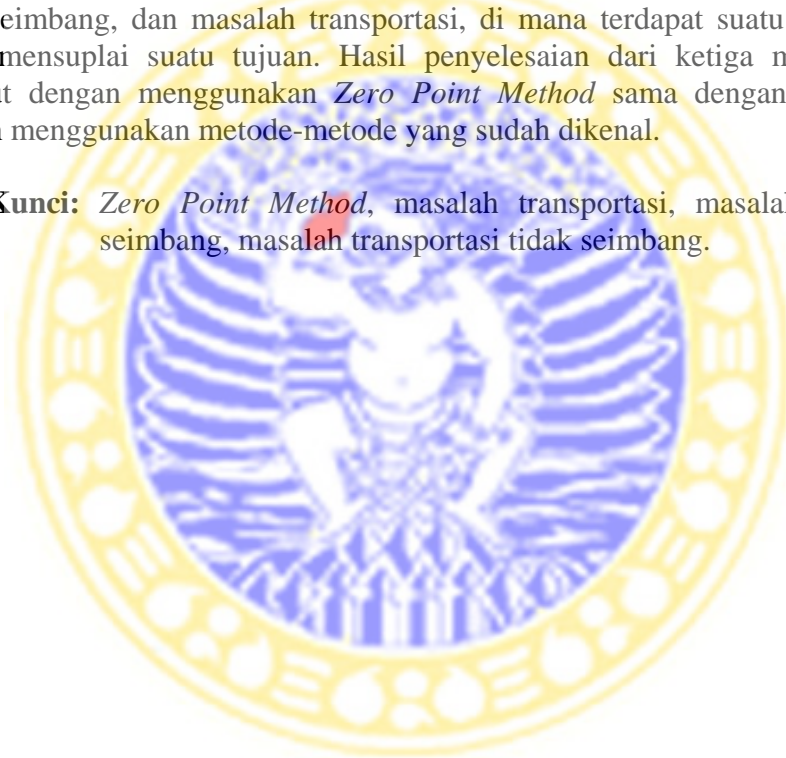 eimbang, dan masalah transportasi, di mana terdapat suatu
mensuplai suatu tujuan. Hasil penyelesaian dari ketiga m
ut dengan menggunakan Zero Point Method sama dengan
menggunakan metode-metode yang sudah dikenal.
Kunci: Zero Point Method, masalah transportasi, masalah
seimbang, masalah transportasi tidak seimbang.